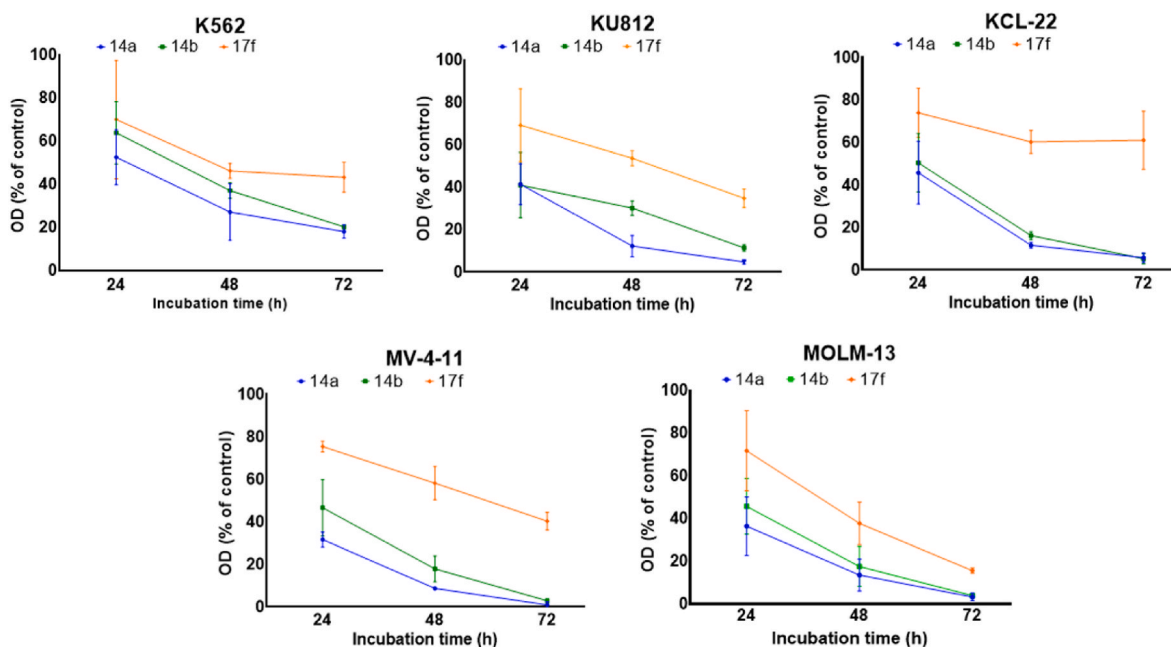 K562
14a 14b 17f
OD (% of control)
100
80
60
40
20
0
24 48 72
Incubation time (h)
KU812
14a 14b 17f
OD (% of control)
100
80
60
40
20
0
24 48 72
Incubation time (h)
KCL-22
14a 14b 17f
OD (% of control)
100
80
60
40
20
0
24 48 72
Incubation time (h)
MV-4-11
14a 14b 17f
OD (% of control)
100
80
60
40
20
0
24 48 72
Incubation time (h)
MOLM-13
14a 14b 17f
OD (% of control)
100
80
60
40
20
0
24 48 72
Incubation time (h)